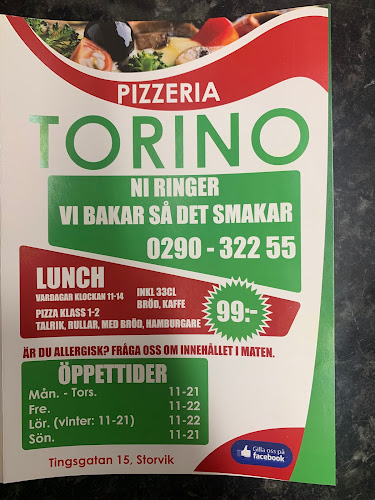 PIZZERIA
TORINO
NI RINGER
VI BAKAR SÅ DET SMAKAR
0290 - 322 55
LUNCH
VARDAGAR KLOCKAN 11-14
INKL 33CL
BRÖD, KAFFE
99:-
PIZZA KLASS 1-2
TALRIK, RULLAR, MED BRÖD, HAMBURGARE
ÄR DU ALLERGISK? FRÅGA OSS OM INNEHÅLLET I MATEN.
ÖPPETTIDER
Mån. - Tors. 11-21
Fre. 11-22
Lör. (vinter: 11-21) 11-22
Sön. 11-21
Gilla oss på
facebook
Tingsgatan 15, Storvik